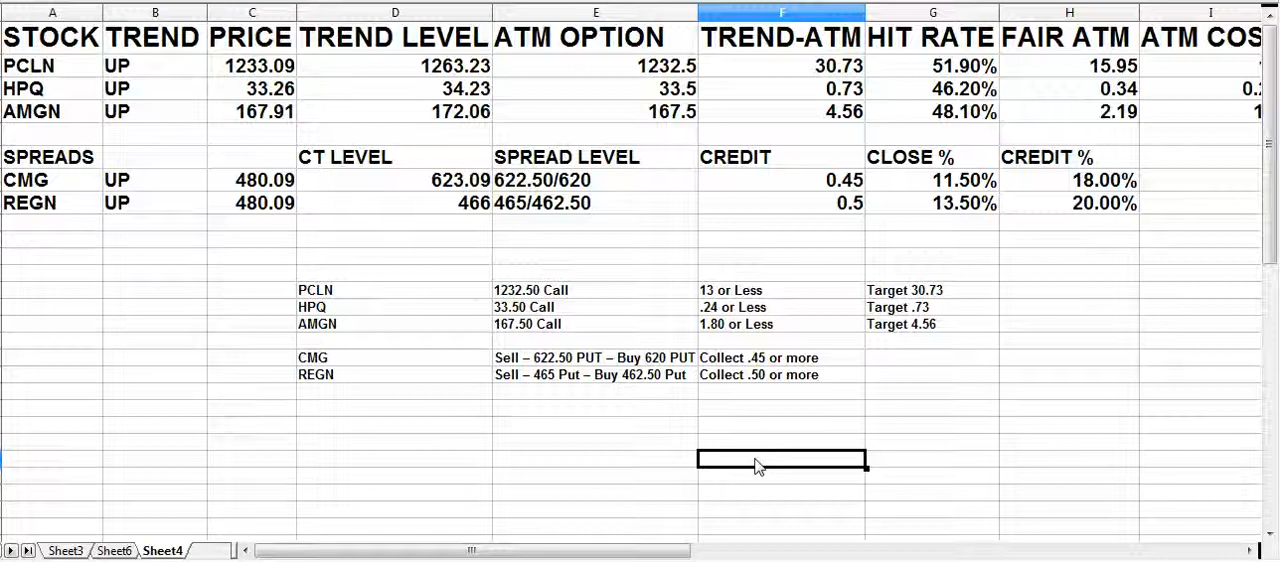 A B C D E F G H I
STOCK TREND PRICE TREND LEVEL ATM OPTION TREND-ATM HIT RATE FAIR ATM ATM COS
PCLN UP 1233.09 1263.23 1232.5 30.73 51.90% 15.95
HPQ UP 33.26 34.23 33.5 0.73 46.20% 0.34 0.2
AMGN UP 167.91 172.06 167.5 4.56 48.10% 2.19 1
SPREADS CT LEVEL SPREAD LEVEL CREDIT CLOSE % CREDIT %
CMG UP 480.09 623.09 622.50/620 0.45 11.50% 18.00%
REGN UP 480.09 466 465/462.50 0.5 13.50% 20.00%
PCLN 1232.50 Call 13 or Less Target 30.73
HPQ 33.50 Call .24 or Less Target .73
AMGN 167.50 Call 1.80 or Less Target 4.56
CMG Sell – 622.50 PUT – Buy 620 PUT Collect .45 or more
REGN Sell – 465 Put – Buy 462.50 Put Collect .50 or more
Sheet3 Sheet6 Sheet4